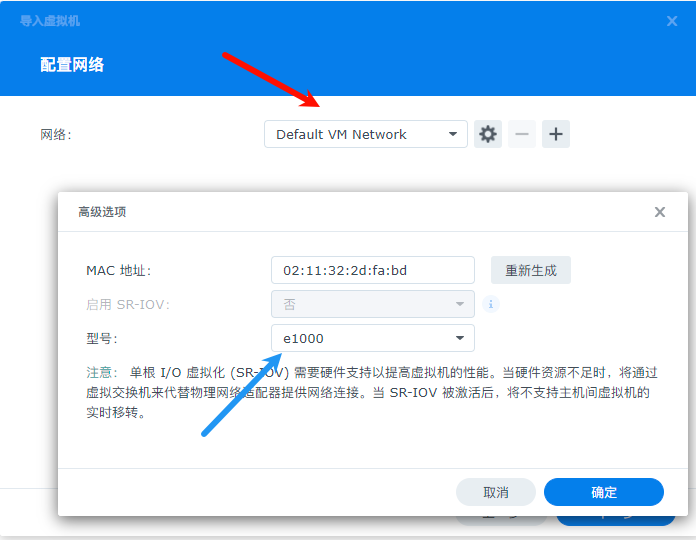 导入虚拟机
配置网络
网络：
Default VM Network
高级选项
MAC 地址：
02:11:32:2d:fa:bd
重新生成
启用 SR-IOV：
否
型号：
e1000
注意： 单根 I/O 虚拟化 (SR-IOV) 需要硬件支持以提高虚拟机的性能。当硬件资源不足时，将通过
虚拟交换机来代替物理网络适配器提供网络连接。当 SR-IOV 被激活后，将不支持主机间虚拟机的
实时移转。
取消
确定